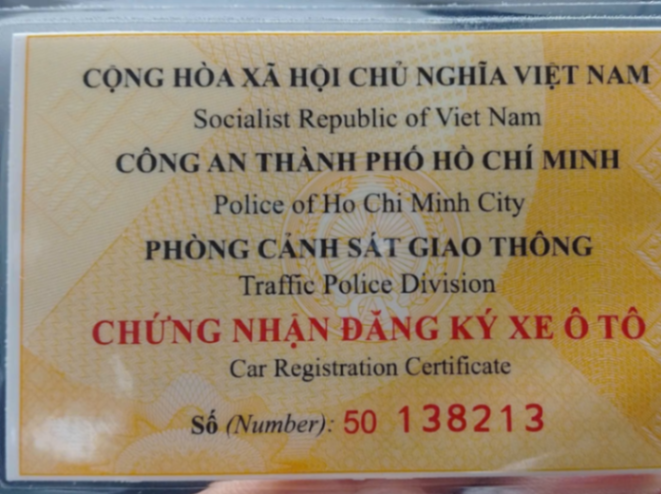 CỘNG HÒA XÃ HỘI CHỦ NGHĨA VIỆT NAM
Socialist Republic of Viet Nam
CÔNG AN THÀNH PHỐ HỒ CHÍ MINH
Police of Ho Chi Minh City
PHÒNG CẢNH SÁT GIAO THÔNG
Traffic Police Division
CHỨNG NHẬN ĐĂNG KÝ XE Ô TÔ
Car Registration Certificate
Số (Number): 50 138213